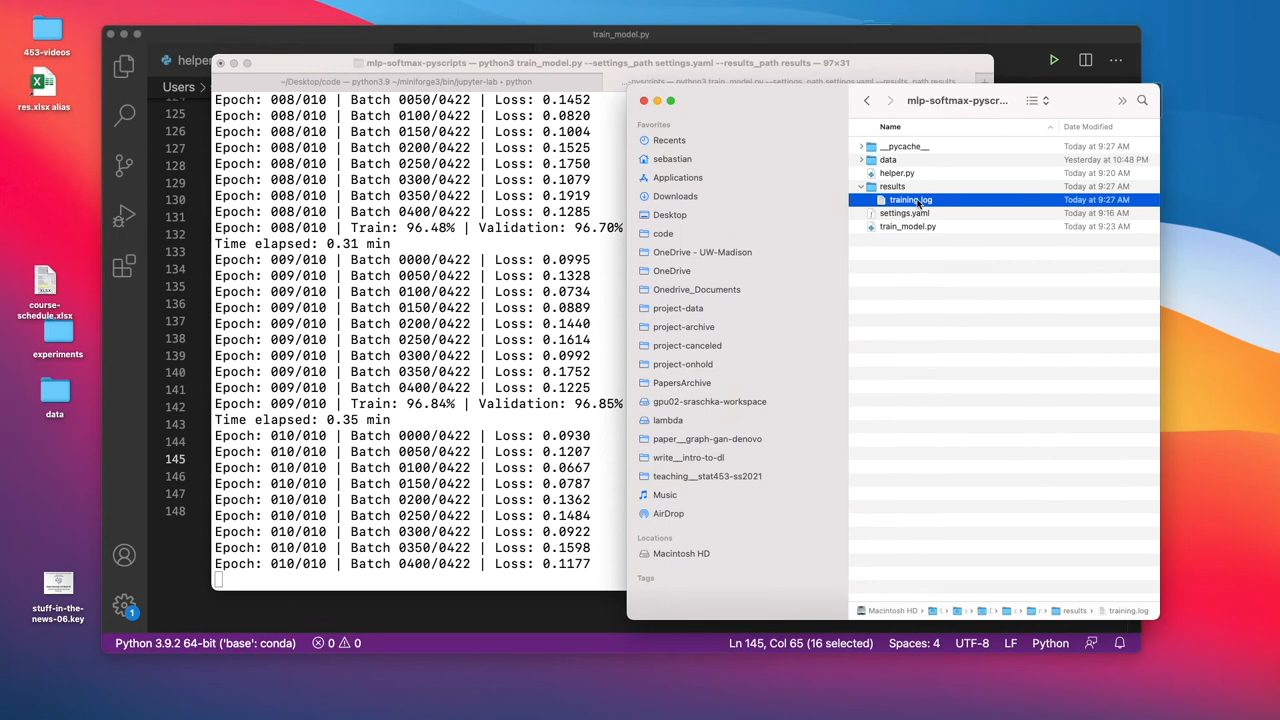 453-videos
res.xlsx alias
course-
schedule.xlsx
experiments
data
stuff-in-the-
news-06.key
train_model.py
helper
Users
mlp-softmax-pyscripts — python3 train_model.py --settings_path settings.yaml --results_path results — 97×31
~/Desktop/code — python3.9 ~/miniforge3/bin/jupyter-lab • python
...-pyscripts — python3 train_model.py --settings_path settings.yaml --results_path results
125
126
127
128
129
130
131
132
133
134
135
136
137
138
139
140
141
142
143
144
145
146
147
148
Epoch: 008/010 | Batch 0050/0422 | Loss: 0.1452
Epoch: 008/010 | Batch 0100/0422 | Loss: 0.0820
Epoch: 008/010 | Batch 0150/0422 | Loss: 0.1004
Epoch: 008/010 | Batch 0200/0422 | Loss: 0.1525
Epoch: 008/010 | Batch 0250/0422 | Loss: 0.1750
Epoch: 008/010 | Batch 0300/0422 | Loss: 0.1079
Epoch: 008/010 | Batch 0350/0422 | Loss: 0.1919
Epoch: 008/010 | Batch 0400/0422 | Loss: 0.1285
Epoch: 008/010 | Train: 96.48% | Validation: 96.70%
Time elapsed: 0.31 min
Epoch: 009/010 | Batch 0000/0422 | Loss: 0.0995
Epoch: 009/010 | Batch 0050/0422 | Loss: 0.1328
Epoch: 009/010 | Batch 0100/0422 | Loss: 0.0734
Epoch: 009/010 | Batch 0150/0422 | Loss: 0.0889
Epoch: 009/010 | Batch 0200/0422 | Loss: 0.1440
Epoch: 009/010 | Batch 0250/0422 | Loss: 0.1614
Epoch: 009/010 | Batch 0300/0422 | Loss: 0.0992
Epoch: 009/010 | Batch 0350/0422 | Loss: 0.1752
Epoch: 009/010 | Batch 0400/0422 | Loss: 0.1225
Epoch: 009/010 | Train: 96.84% | Validation: 96.85%
Time elapsed: 0.35 min
Epoch: 010/010 | Batch 0000/0422 | Loss: 0.0930
Epoch: 010/010 | Batch 0050/0422 | Loss: 0.1207
Epoch: 010/010 | Batch 0100/0422 | Loss: 0.0667
Epoch: 010/010 | Batch 0150/0422 | Loss: 0.0787
Epoch: 010/010 | Batch 0200/0422 | Loss: 0.1362
Epoch: 010/010 | Batch 0250/0422 | Loss: 0.1484
Epoch: 010/010 | Batch 0300/0422 | Loss: 0.0922
Epoch: 010/010 | Batch 0350/0422 | Loss: 0.1598
Epoch: 010/010 | Batch 0400/0422 | Loss: 0.1177
Favorites
Recents
sebastian
Applications
Downloads
Desktop
code
OneDrive - UW-Madison
OneDrive
Onedrive_Documents
project-data
project-archive
project-canceled
project-onhold
PapersArchive
gpu02-sraschka-workspace
lambda
paper__graph-gan-denovo
write__intro-to-dl
teaching__stat453-ss2021
Music
AirDrop
Locations
Macintosh HD
Tags
mlp-softmax-pyscr...
Name Date Modified
__pycache__ Today at 9:27 AM
data Yesterday at 10:48 PM
helper.py Today at 9:20 AM
results Today at 9:27 AM
training.log Today at 9:27 AM
settings.yaml Today at 9:16 AM
train_model.py Today at 9:23 AM
Macintosh HD › results › training.log
1
Python 3.9.2 64-bit ('base': conda) 0 0 Ln 145, Col 65 (16 selected) Spaces: 4 UTF-8 LF Python